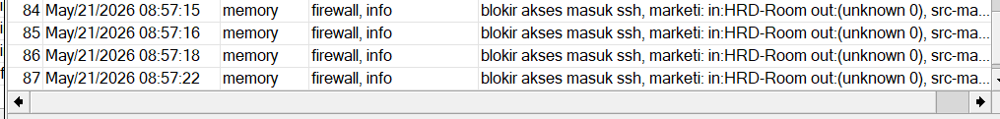 84 May/21/2026 08:57:15 memory firewall, info blokir akses masuk ssh, marketi: in:HRD-Room out:(unknown 0), src-ma...
85 May/21/2026 08:57:16 memory firewall, info blokir akses masuk ssh, marketi: in:HRD-Room out:(unknown 0), src-ma...
86 May/21/2026 08:57:18 memory firewall, info blokir akses masuk ssh, marketi: in:HRD-Room out:(unknown 0), src-ma...
87 May/21/2026 08:57:22 memory firewall, info blokir akses masuk ssh, marketi: in:HRD-Room out:(unknown 0), src-ma...